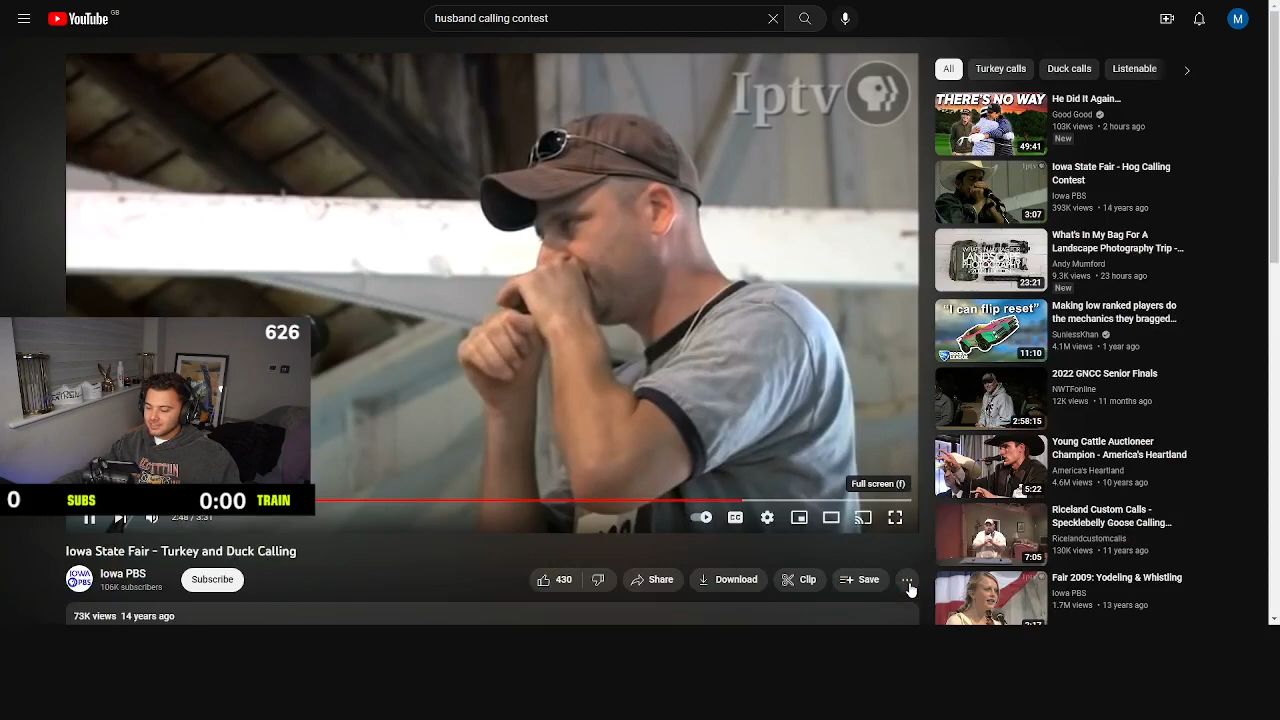 YouTube GB
husband calling contest
M
Iptv
626
0 SUBS 0:00 TRAIN
2:48 / 3:31
Full screen (f)
CC
Iowa State Fair - Turkey and Duck Calling
IOWA PBS
Iowa PBS
106K subscribers
Subscribe
430
Share
Download
Clip
Save
73K views 14 years ago
All
Turkey calls
Duck calls
Listenable
THERE'S NO WAY
49:41
He Did It Again...
Good Good
103K views • 2 hours ago
New
3:07
Iowa State Fair - Hog Calling
Contest
Iowa PBS
393K views • 14 years ago
LANDSCAPE
PHOTOGRAPHY
23:21
What's In My Bag For A
Landscape Photography Trip -...
Andy Mumford
9.3K views • 23 hours ago
New
"I can flip reset"
11:10
Making low ranked players do
the mechanics they bragged...
SunlessKhan
4.1M views • 1 year ago
2:58:15
2022 GNCC Senior Finals
NWTFonline
12K views • 11 months ago
5:22
Young Cattle Auctioneer
Champion - America's Heartland
America's Heartland
4.6M views • 10 years ago
7:05
Riceland Custom Calls -
Specklebelly Goose Calling...
Ricelandcustomcalls
130K views • 11 years ago
Fair 2009: Yodeling & Whistling
Iowa PBS
1.7M views • 13 years ago